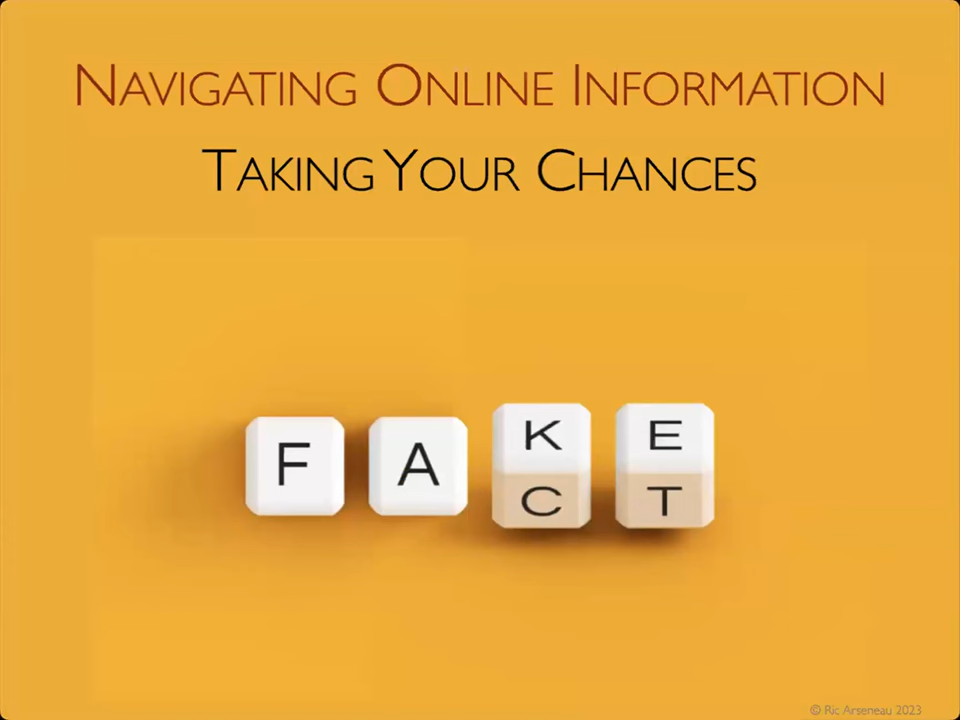 NAVIGATING ONLINE INFORMATION
TAKING YOUR CHANCES
F A K E
C T
© Ric Arseneau 2023